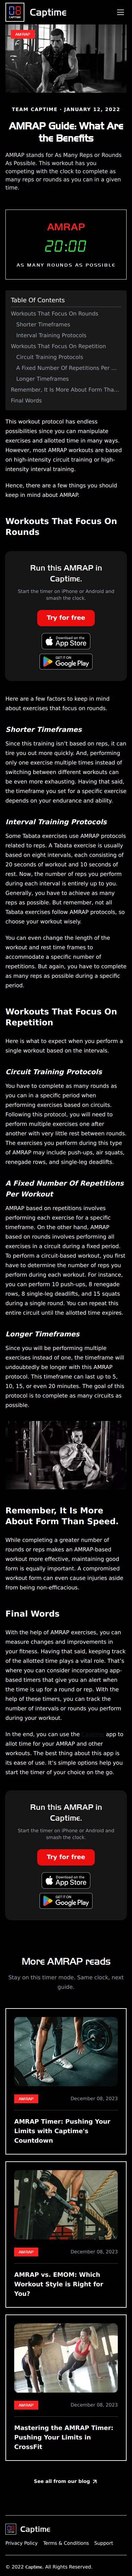 Captime
AMRAP
TEAM CAPTIME · JANUARY 12, 2022
AMRAP Guide: What Are
the Benefits
AMRAP stands for As Many Reps or Rounds
As Possible. This workout has you
competing with the clock to complete as
many reps or rounds as you can in a given
time.
AMRAP
20:00
AS MANY ROUNDS AS POSSIBLE
Table Of Contents
Workouts That Focus On Rounds
Shorter Timeframes
Interval Training Protocols
Workouts That Focus On Repetition
Circuit Training Protocols
A Fixed Number Of Repetitions Per ...
Longer Timeframes
Remember, It Is More About Form Tha...
Final Words
This workout protocol has endless
possibilities since you can manipulate
exercises and allotted time in many ways.
However, most AMRAP workouts are based
on high-intensity circuit training or high-
intensity interval training.
Hence, there are a few things you should
keep in mind about AMRAP.
Workouts That Focus On
Rounds
Run this AMRAP in
Captime.
Start the timer on iPhone or Android and
smash the clock.
Try for free
Download on the
App Store
GET IT ON
Google Play
Here are a few factors to keep in mind
about exercises that focus on rounds.
Shorter Timeframes
Since this training isn't based on reps, it can
tire you out more quickly. And, performing
only one exercise multiple times instead of
switching between different workouts can
be even more exhausting. Having that said,
the timeframe you set for a specific exercise
depends on your endurance and ability.
Interval Training Protocols
Some Tabata exercises use AMRAP protocols
related to reps. A Tabata exercise is usually
based on eight intervals, each consisting of
20 seconds of workout and 10 seconds of
rest. Now, the number of reps you perform
during each interval is entirely up to you.
Generally, you have to achieve as many
reps as possible. But remember, not all
Tabata exercises follow AMRAP protocols, so
choose your workout wisely.
You can even change the length of the
workout and rest time frames to
accommodate a specific number of
repetitions. But again, you have to complete
as many reps as possible during a specific
period.
Workouts That Focus On
Repetition
Here is what to expect when you perform a
single workout based on the intervals.
Circuit Training Protocols
You have to complete as many rounds as
you can in a specific period when
performing exercises based on circuits.
Following this protocol, you will need to
perform multiple exercises one after
another with very little rest between rounds.
The exercises you can perform during this type
of AMRAP may include push-ups, air squats,
renegade rows, and single-leg deadlifts.
A Fixed Number Of Repetitions
Per Workout
AMRAP based on repetitions involves
performing each exercise for a specific
timeframe. On the other hand, AMRAP
based on rounds involves performing all
exercises in a circuit during a fixed period.
To perform a circuit-based workout, you first
have to determine the number of reps you
perform during each workout. For instance,
you can perform 10 push-ups, 8 renegade
rows, 8 single-leg deadlifts, and 15 squats
during a single round. You can repeat this
entire circuit until the allotted time expires.
Longer Timeframes
Since you will be performing multiple
exercises instead of one, the timeframe will
undoubtedly be longer with this AMRAP
protocol. This timeframe can last up to 5,
10, 15, or even 20 minutes. The goal of this
protocol is to complete as many circuits as
possible.
Remember, It Is More
About Form Than Speed.
While completing a greater number of
rounds or reps makes an AMRAP-based
workout more effective, maintaining good
form is equally important. A compromised
workout form can even cause injuries aside
from being non-efficacious.
Final Words
With the help of AMRAP exercises, you can
measure changes and improvements in
your fitness. Having that said, keeping track
of the allotted time plays a vital role. That's
where you can consider incorporating app-
based timers that give you an alert when
the time is up for a round or rep. With the
help of these timers, you can track the
number of intervals or rounds you perform
during your workout.
In the end, you can use the app to
allot time for your AMRAP and other
workouts. The best thing about this app is
its ease of use. It's simple options help you
start the timer of your choice on the go.
Run this AMRAP in
Captime.
Start the timer on iPhone or Android and
smash the clock.
Try for free
Download on the
App Store
GET IT ON
Google Play
More AMRAP reads
Stay on this timer mode. Same clock, next
guide.
AMRAP
December 08, 2023
AMRAP Timer: Pushing Your
Limits with Captime's
Countdown
AMRAP
December 08, 2023
AMRAP vs. EMOM: Which
Workout Style is Right for
You?
AMRAP
December 08, 2023
Mastering the AMRAP Timer:
Pushing Your Limits in
CrossFit
See all from our blog
Captime
Privacy Policy Terms & Conditions Support
© 2022 Captime. All Rights Reserved.